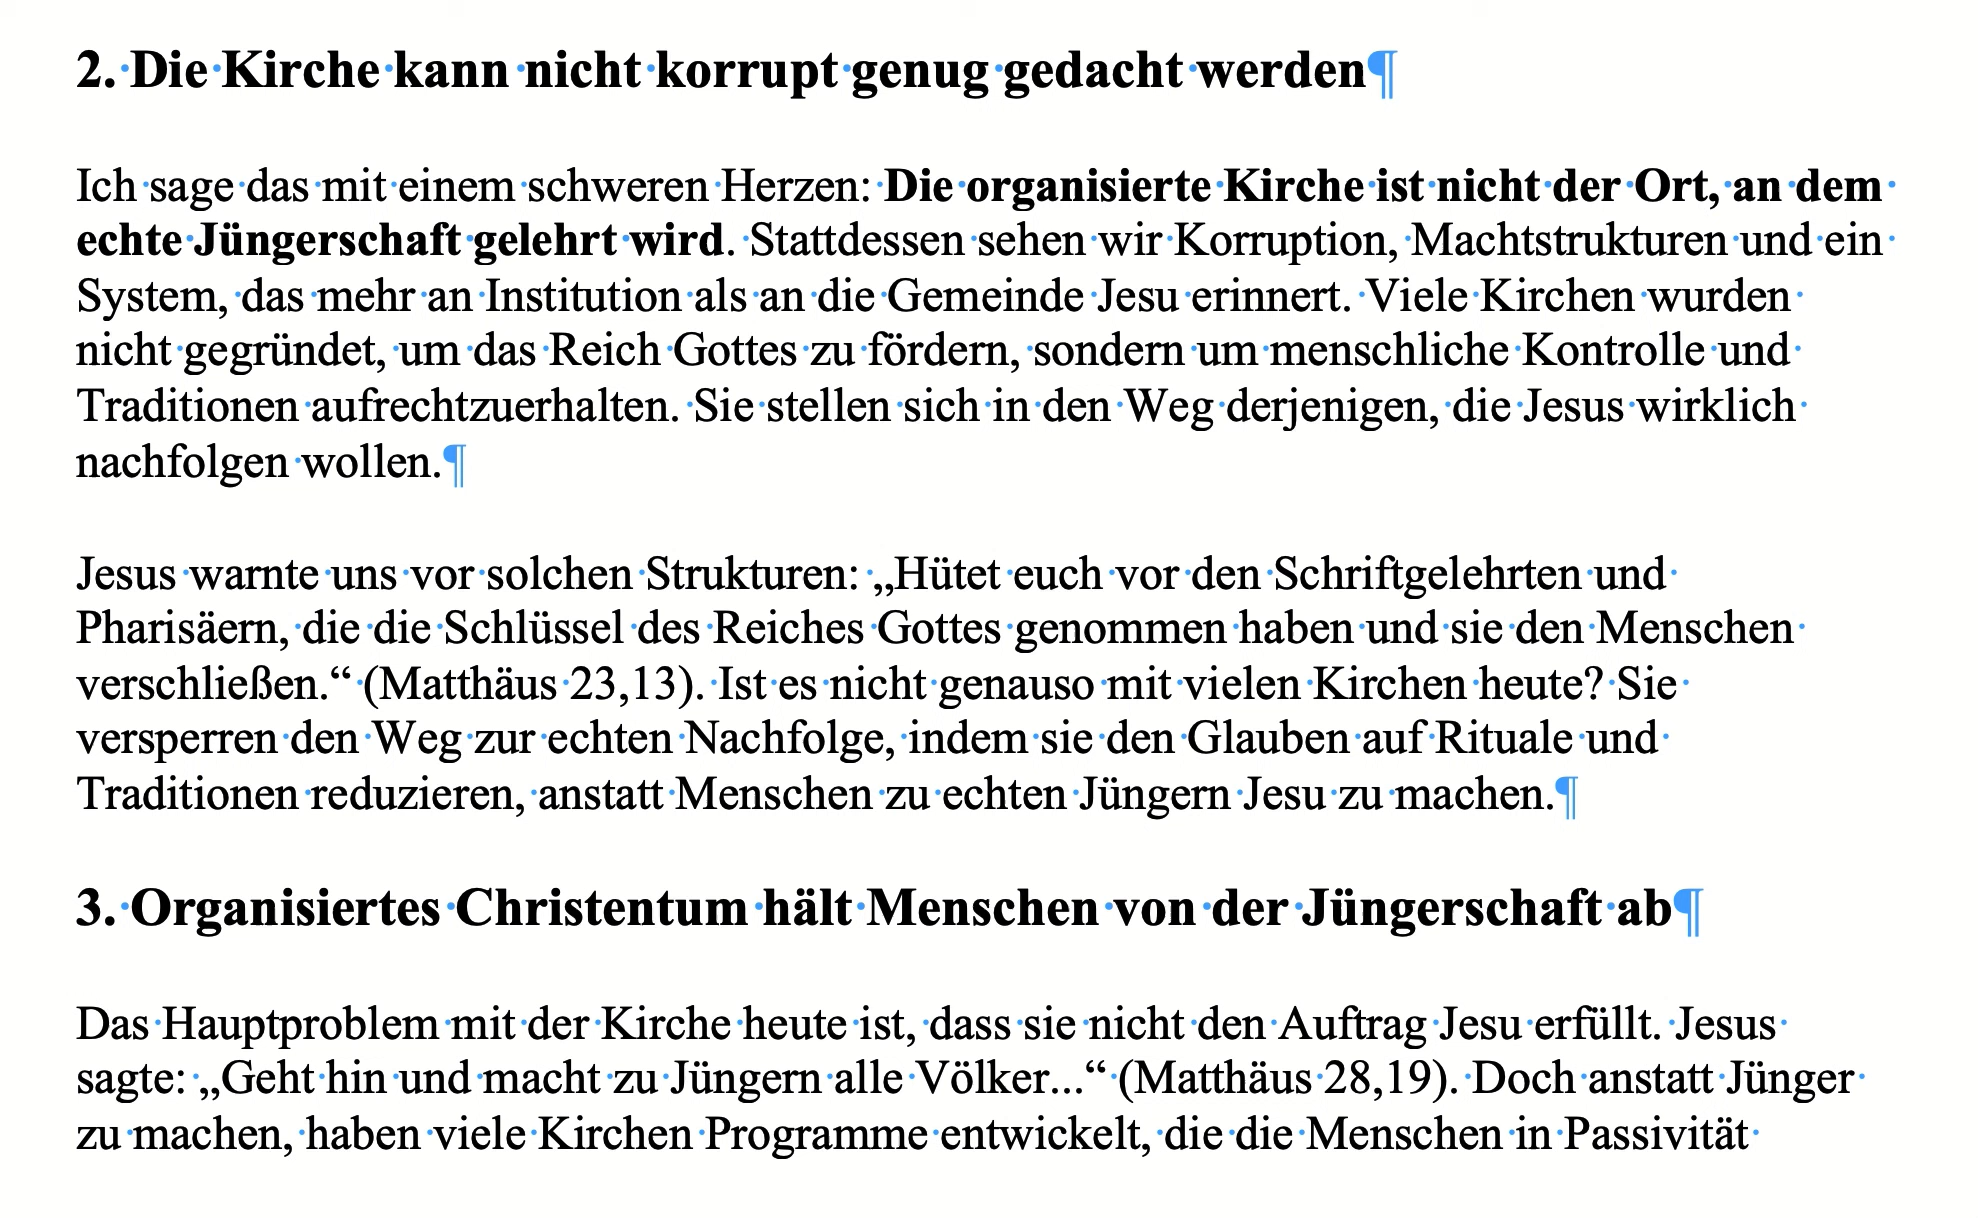 2. Die Kirche kann nicht korrupt genug gedacht werden¶
Ich sage das mit einem schweren Herzen: Die organisierte Kirche ist nicht der Ort, an dem
echte Jüngerschaft gelehrt wird. Stattdessen sehen wir Korruption, Machtstrukturen und ein
System, das mehr an Institution als an die Gemeinde Jesu erinnert. Viele Kirchen wurden
nicht gegründet, um das Reich Gottes zu fördern, sondern um menschliche Kontrolle und
Traditionen aufrechtzuerhalten. Sie stellen sich in den Weg derjenigen, die Jesus wirklich
nachfolgen wollen.¶
Jesus warnte uns vor solchen Strukturen: „Hütet euch vor den Schriftgelehrten und
Pharisäern, die die Schlüssel des Reiches Gottes genommen haben und sie den Menschen
verschließen.“ (Matthäus 23,13). Ist es nicht genauso mit vielen Kirchen heute? Sie
versperren den Weg zur echten Nachfolge, indem sie den Glauben auf Rituale und
Traditionen reduzieren, anstatt Menschen zu echten Jüngern Jesu zu machen.¶
3. Organisiertes Christentum hält Menschen von der Jüngerschaft ab¶
Das Hauptproblem mit der Kirche heute ist, dass sie nicht den Auftrag Jesu erfüllt. Jesus
sagte: „Geht hin und macht zu Jüngern alle Völker...“ (Matthäus 28,19). Doch anstatt Jünger
zu machen, haben viele Kirchen Programme entwickelt, die die Menschen in Passivität